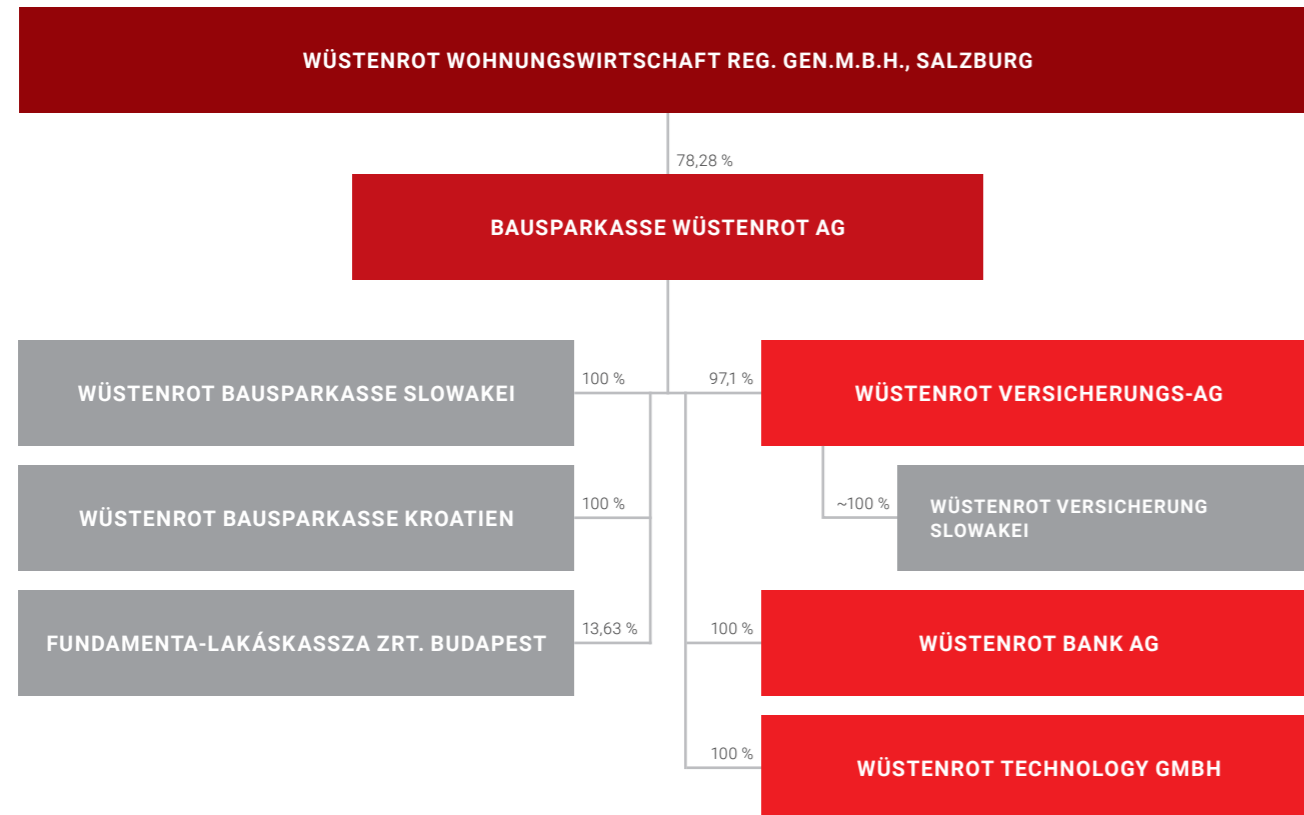 WÜSTENROT WOHNUNGSWIRTSCHAFT REG. GEN.M.B.H., SALZBURG
78,28 %
BAUSPARKASSE WÜSTENROT AG
WÜSTENROT BAUSPARKASSE SLOWAKEI
100 %
97,1 %
WÜSTENROT VERSICHERUNGS-AG
WÜSTENROT BAUSPARKASSE KROATIEN
100 %
~100 %
WÜSTENROT VERSICHERUNG
SLOWAKEI
FUNDAMENTA-LAKÁSKASSZA ZRT. BUDAPEST
13,63 %
100 %
WÜSTENROT BANK AG
100 %
WÜSTENROT TECHNOLOGY GMBH